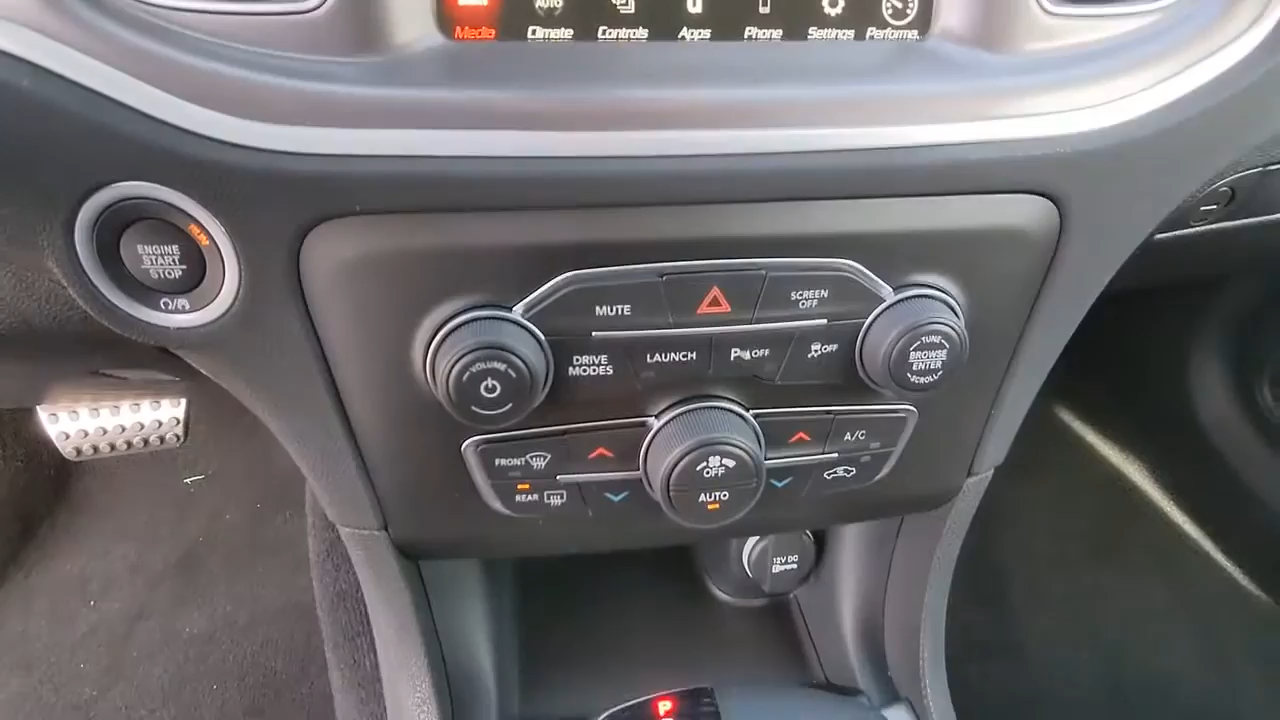 AUTO
Media
Climate
Controls
Apps
Phone
Settings
Performa..
ENGINE
START
STOP
RUN
MUTE
SCREEN
OFF
VOLUME
DRIVE
MODES
LAUNCH
P OFF
OFF
TUNE
BROWSE
ENTER
SCROLL
FRONT
REAR
OFF
AUTO
A/C
12V DC
P